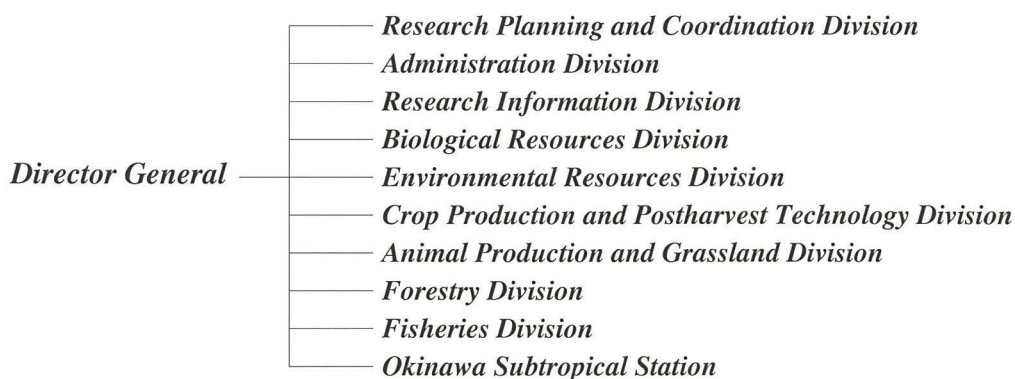 Research Planning and Coordination Division
Administration Division
Research Information Division
Biological Resources Division
Director General
Environmental Resources Division
Crop Production and Postharvest Technology Division
Animal Production and Grassland Division
Forestry Division
Fisheries Division
Okinawa Subtropical Station